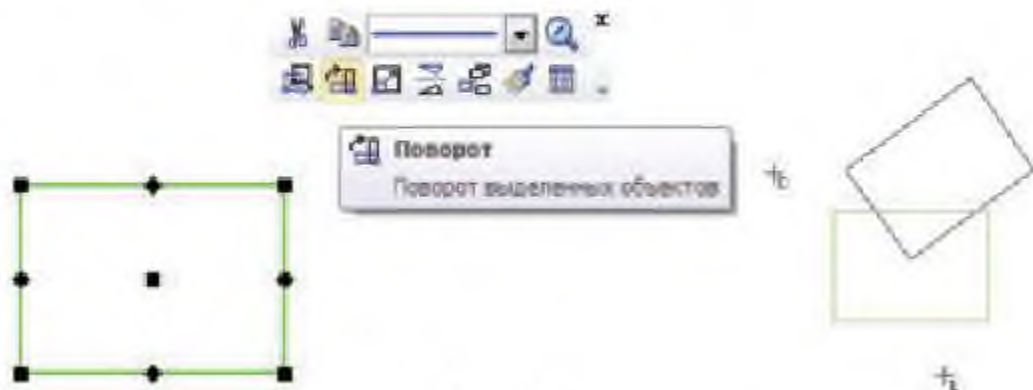 Поворот
Поворот выделенных объектов